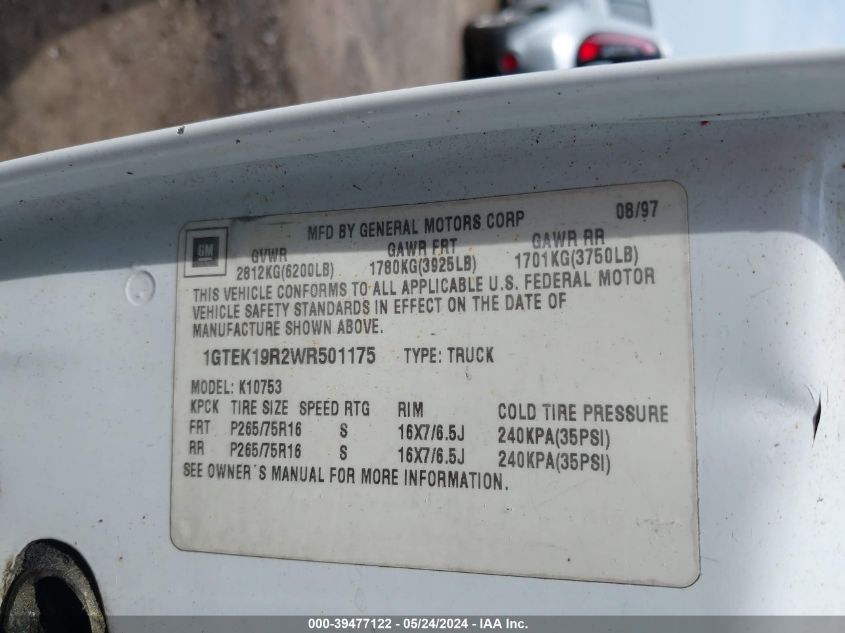 MFD BY GENERAL MOTORS CORP 08/97
GM
GVWR GAWR FRT GAWR RR
2812KG(6200LB) 1780KG(3925LB) 1701KG(3750LB)
THIS VEHICLE CONFORMS TO ALL APPLICABLE U.S. FEDERAL MOTOR
VEHICLE SAFETY STANDARDS IN EFFECT ON THE DATE OF
MANUFACTURE SHOWN ABOVE.
1GTEK19R2WR501175 TYPE: TRUCK
MODEL: K10753
KPCK TIRE SIZE SPEED RTG RIM COLD TIRE PRESSURE
FRT P265/75R16 S 16X7/6.5J 240KPA(35PSI)
RR P265/75R16 S 16X7/6.5J 240KPA(35PSI)
SEE OWNER'S MANUAL FOR MORE INFORMATION.
000-39477122 - 05/24/2024 - IAA Inc.